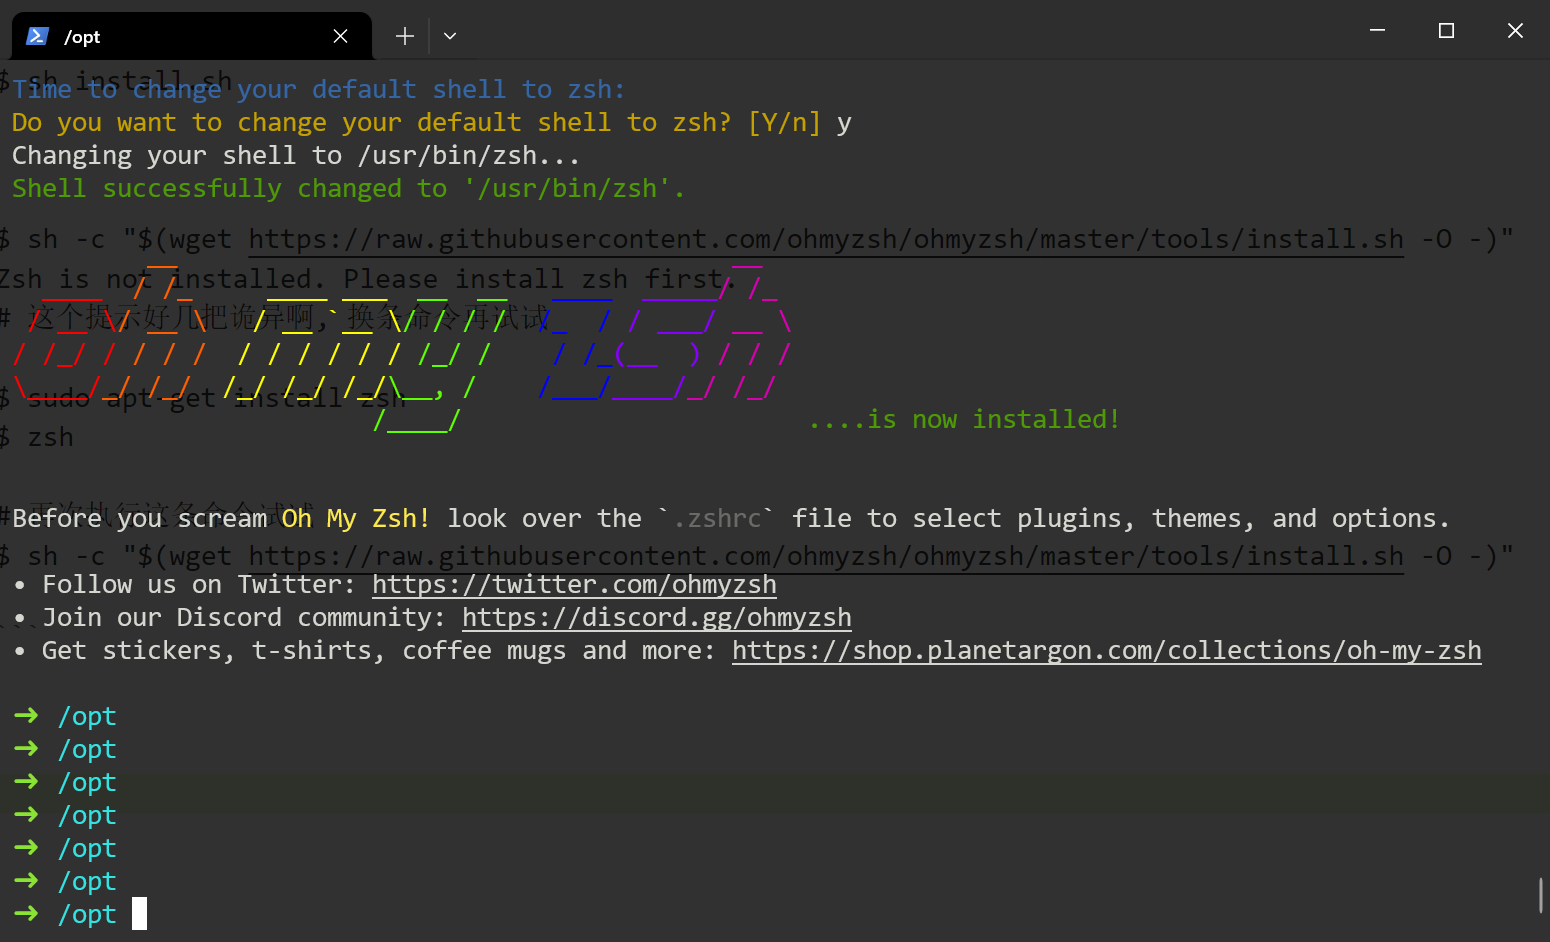 /opt
$ sh install.sh
Time to change your default shell to zsh:
Do you want to change your default shell to zsh? [Y/n] y
Changing your shell to /usr/bin/zsh...
Shell successfully changed to '/usr/bin/zsh'.
$ sh -c "$(wget https://raw.githubusercontent.com/ohmyzsh/ohmyzsh/master/tools/install.sh -O -)"
Zsh is not installed. Please install zsh first.
# 这个提示好几把诡异啊, 换条命令再试试
oh my zsh
$ sudo apt-get install zsh
....is now installed!
$ zsh
# 再次执行这条命令试试
Before you scream Oh My Zsh! look over the `.zshrc` file to select plugins, themes, and options.
$ sh -c "$(wget https://raw.githubusercontent.com/ohmyzsh/ohmyzsh/master/tools/install.sh -O -)"
• Follow us on Twitter: https://twitter.com/ohmyzsh
• Join our Discord community: https://discord.gg/ohmyzsh
```
• Get stickers, t-shirts, coffee mugs and more: https://shop.planetargon.com/collections/oh-my-zsh
➜ /opt
➜ /opt
➜ /opt
➜ /opt
➜ /opt
➜ /opt
➜ /opt